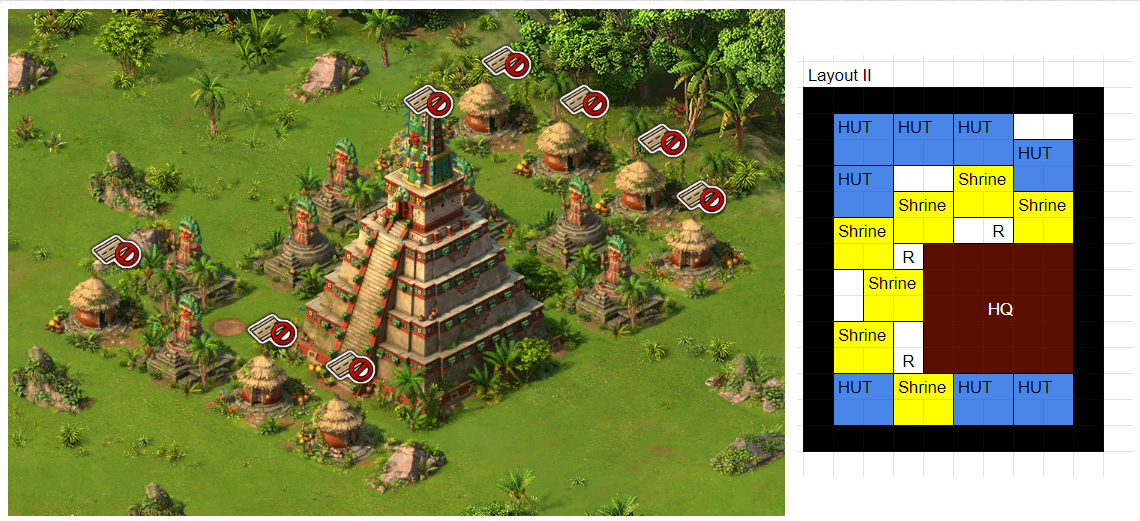 Layout II
HUT HUT HUT
HUT
HUT Shrine
Shrine Shrine
Shrine R
R
Shrine
HQ
Shrine
R
HUT Shrine HUT HUT